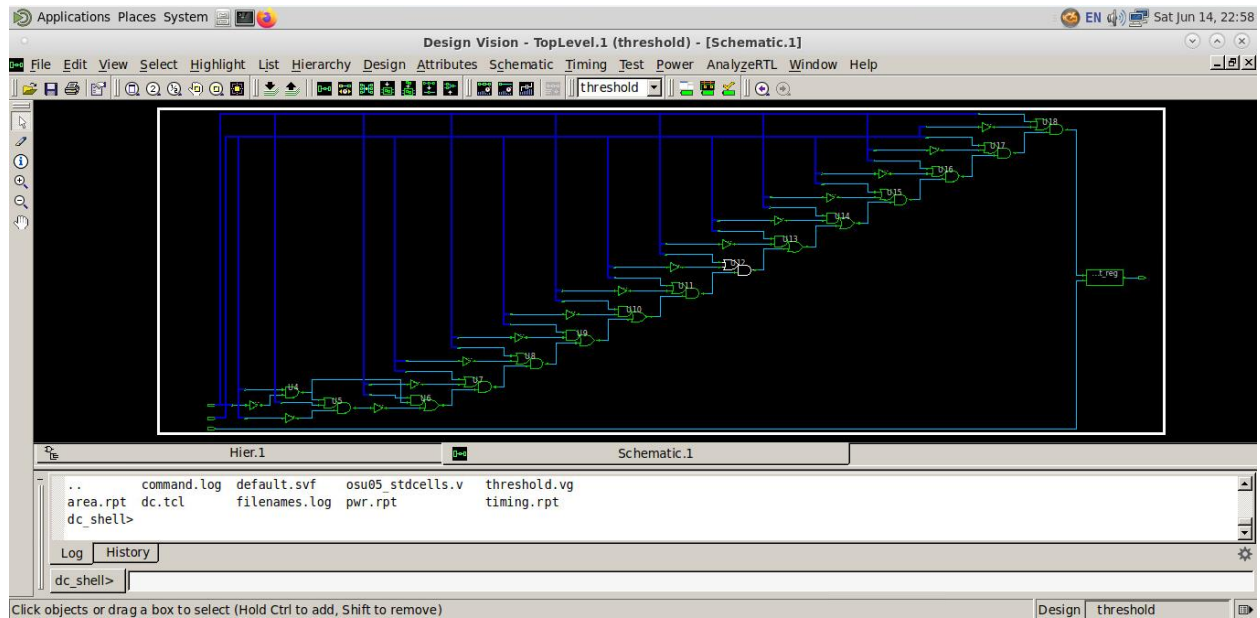 Applications Places System EN Sat Jun 14, 22:58
Design Vision - TopLevel.1 (threshold) - [Schematic.1]
File Edit View Select Highlight List Hierarchy Design Attributes Schematic Timing Test Power AnalyzeRTL Window Help
threshold
U18
U17
U16
U15
U14
U13
U12
U11
U10
U9
U8
U7
U4
U5
U6
...t_reg
Hier.1 Schematic.1
.. command.log default.svf osu05_stdcells.v threshold.vg
area.rpt dc.tcl filenames.log pwr.rpt timing.rpt
dc_shell>
Log History
dc_shell>
Click objects or drag a box to select (Hold Ctrl to add, Shift to remove) Design threshold